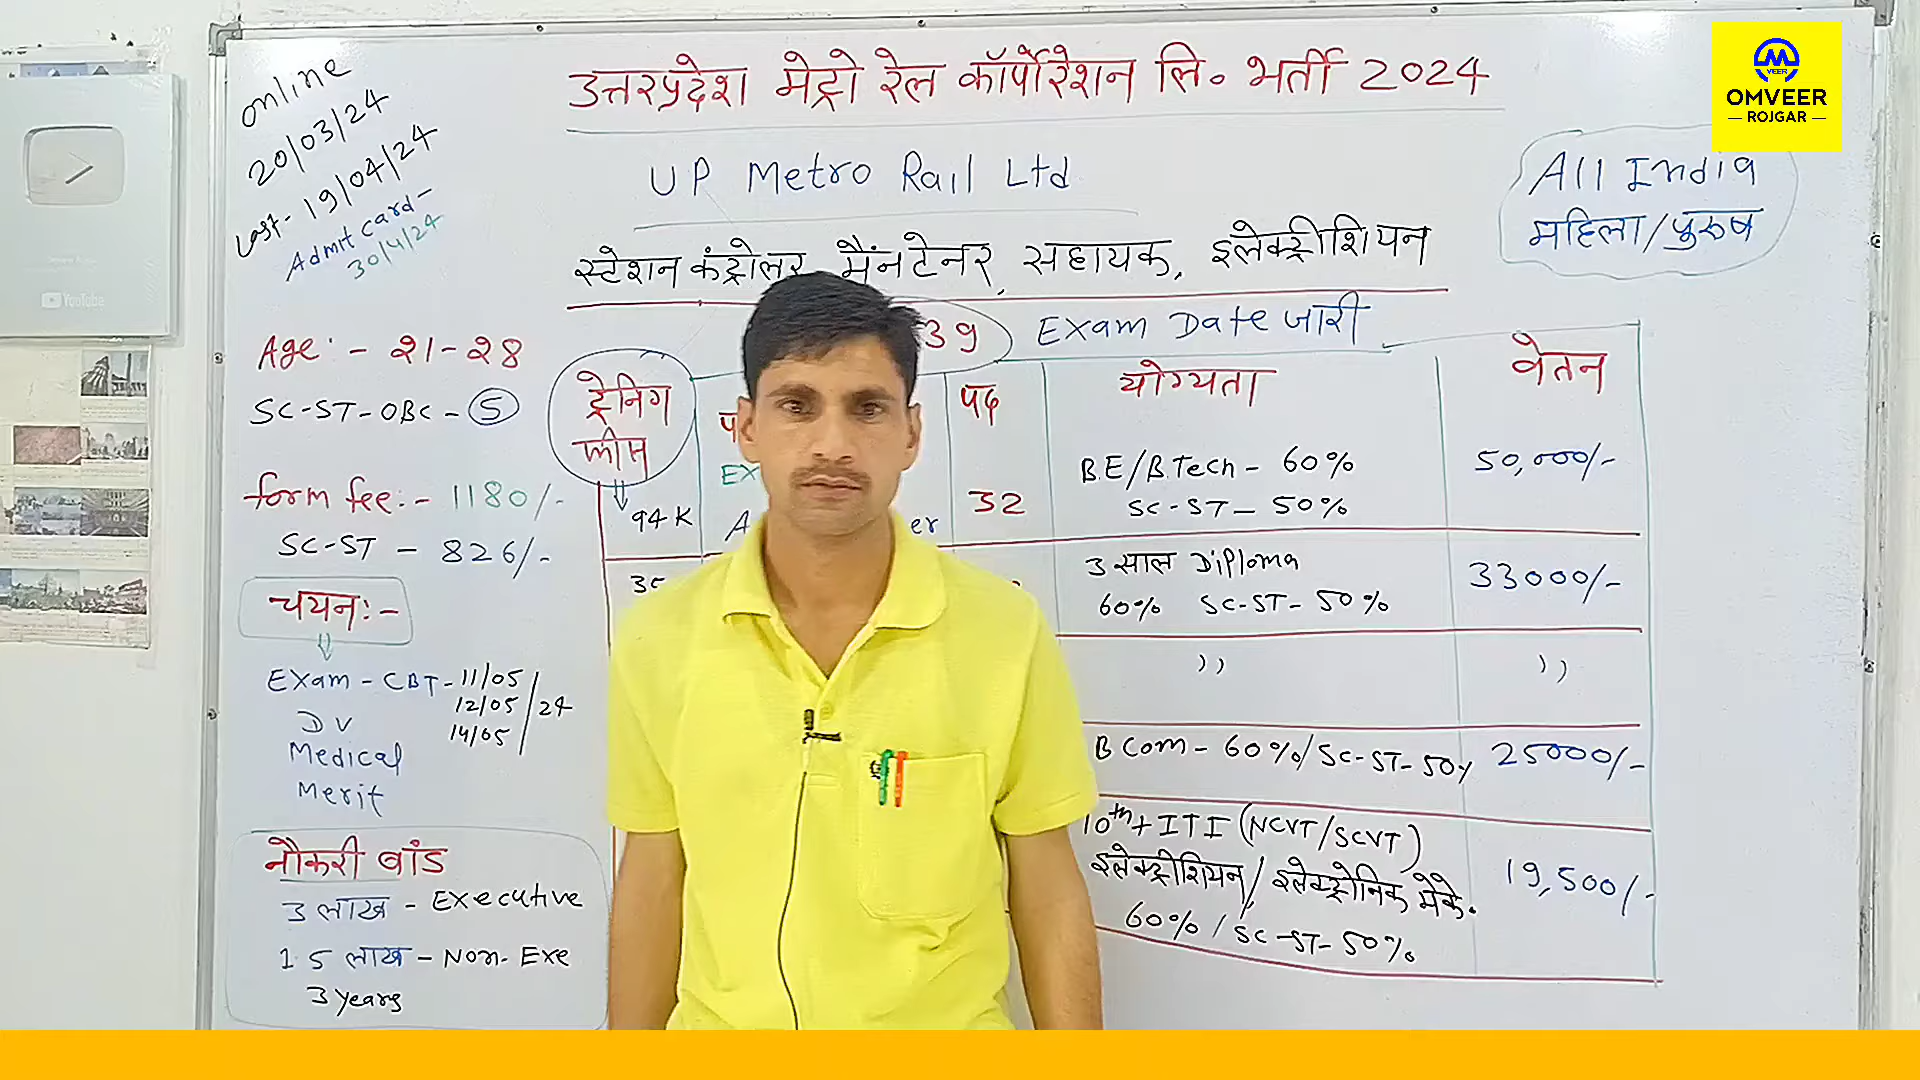 उत्तरप्रदेश मेट्रो रेल कॉर्पोरेशन लि॰ भर्ती 2024
UP Metro Rail Ltd
स्टेशन कंट्रोलर, मैंनटेनर, सहायक, इलेक्ट्रीशियन
39 Exam Date जारी
OMVEER
ROJGAR
VEER
All India
महिला/पुरुष
online
20/03/24
Last - 19/04/24
Admit card -
30/4/24
YouTube
Age: - 21-28
SC-ST-OBC - 5
form fee: - 1180/-
SC-ST - 826/-
चयन: -
Exam - CBT - 11/05
12/05 /24
14/05
DV
Medical
Merit
नौकरी बांड
3 लाख - Executive
1.5 लाख - Non-Exe
3 years
ट्रेनिंग
फीस
पद
योग्यता
वेतन
94K
32
BE/B.Tech - 60%
SC-ST - 50%
50,000/-
3 साल Diploma
60% SC-ST - 50%
33000/-
,,
,,
B Com - 60%/SC-ST-50%
25000/-
10th + ITI (NCVT/SCVT)
इलेक्ट्रीशियन/इलेक्ट्रोनिक मेके.
60% / SC-ST-50%
19,500/-